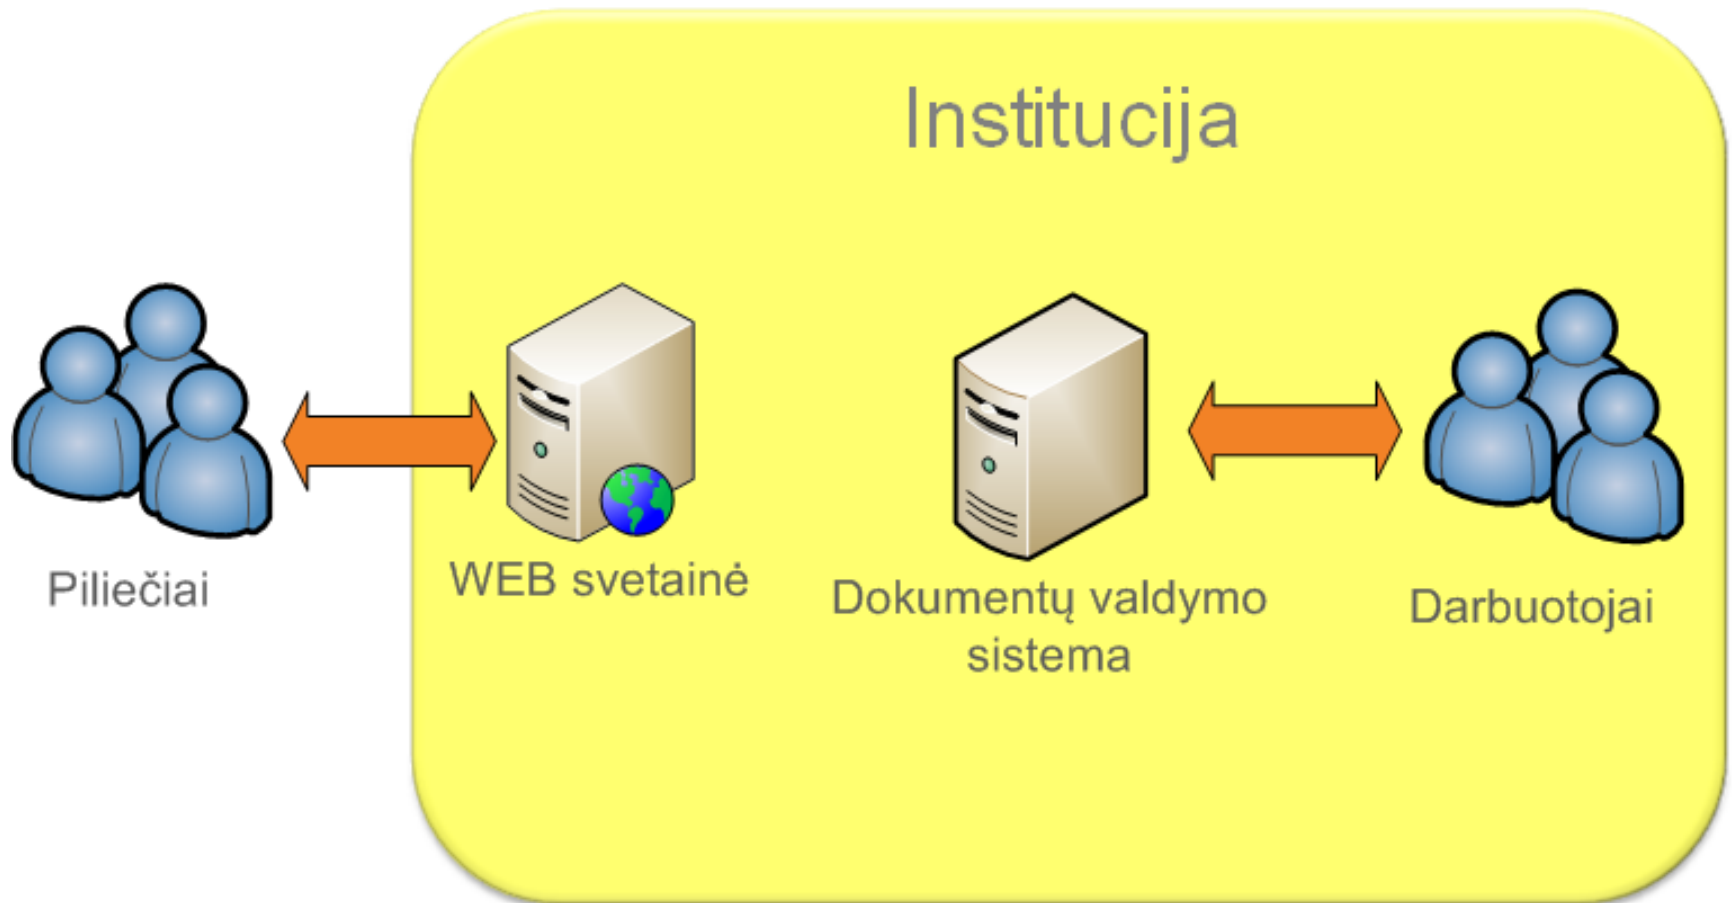 Institucija
Piliečiai
WEB svetainė
Dokumentų valdymo
sistema
Darbuotojai